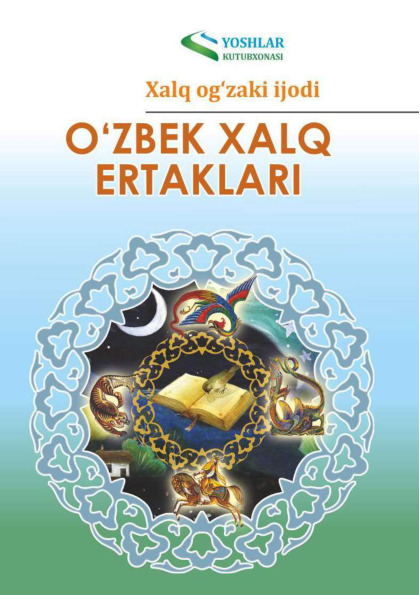 YOSHLAR
KUTUBXONASI
Xalq og‘zaki ijodi
O‘ZBEK XALQ
ERTAKLARI